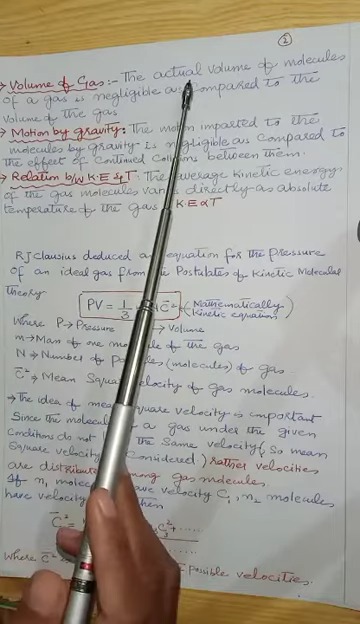 2
→ Volume of Gas:- The actual volume of molecules
of a gas is negligible as compared to the
volume of the gas
→ Motion by gravity: The motion imparted to the
molecules by gravity is negligible as compared to
the effect of Continued Collisions between them.
→ Relation b/w K.E & T The average Kinetic energy
of the gas molecules varies directly as absolute
temperature of the gas K.E α T
RJ Clausius deduced an equation for the Pressure
of an ideal gas from the Postulates of Kinetic Molecular
theory
PV = 1/3 C̄² (Mathematically Kinetic equation)
Where P → Pressure → Volume
m → Mass of one molecule of the gas
N → Number of (molecules) of gas
C̄² → Mean Square velocity of gas molecules.
→ The idea of mean square velocity is important
Since the a gas under the given
Conditions do not the Same velocity (So mean
Square velocity Considered) rather velocities
are distributed among gas molecules.
If n₁ have velocity C₁, n₂ molecules
have velocity
C̄² = C₃² + .....
Where C̄² Possible velocities.